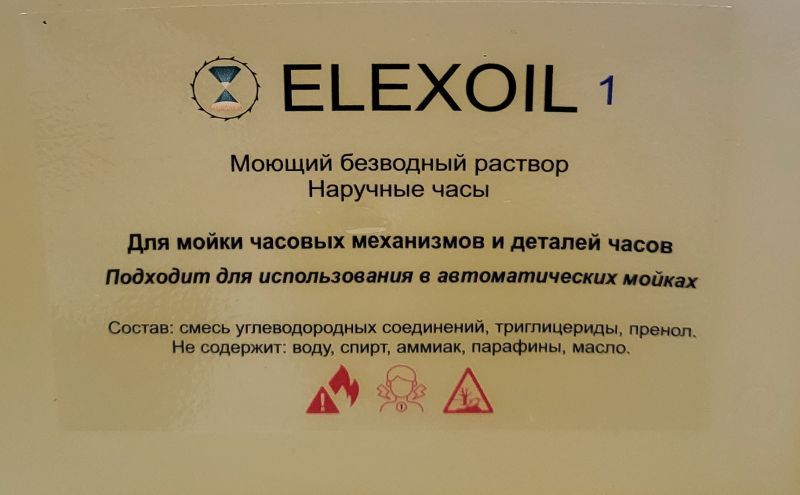 ELEXOIL 1
Моющий безводный раствор
Наручные часы
Для мойки часовых механизмов и деталей часов
Подходит для использования в автоматических мойках
Состав: смесь углеводородных соединений, триглицериды, пренол.
Не содержит: воду, спирт, аммиак, парафины, масло.